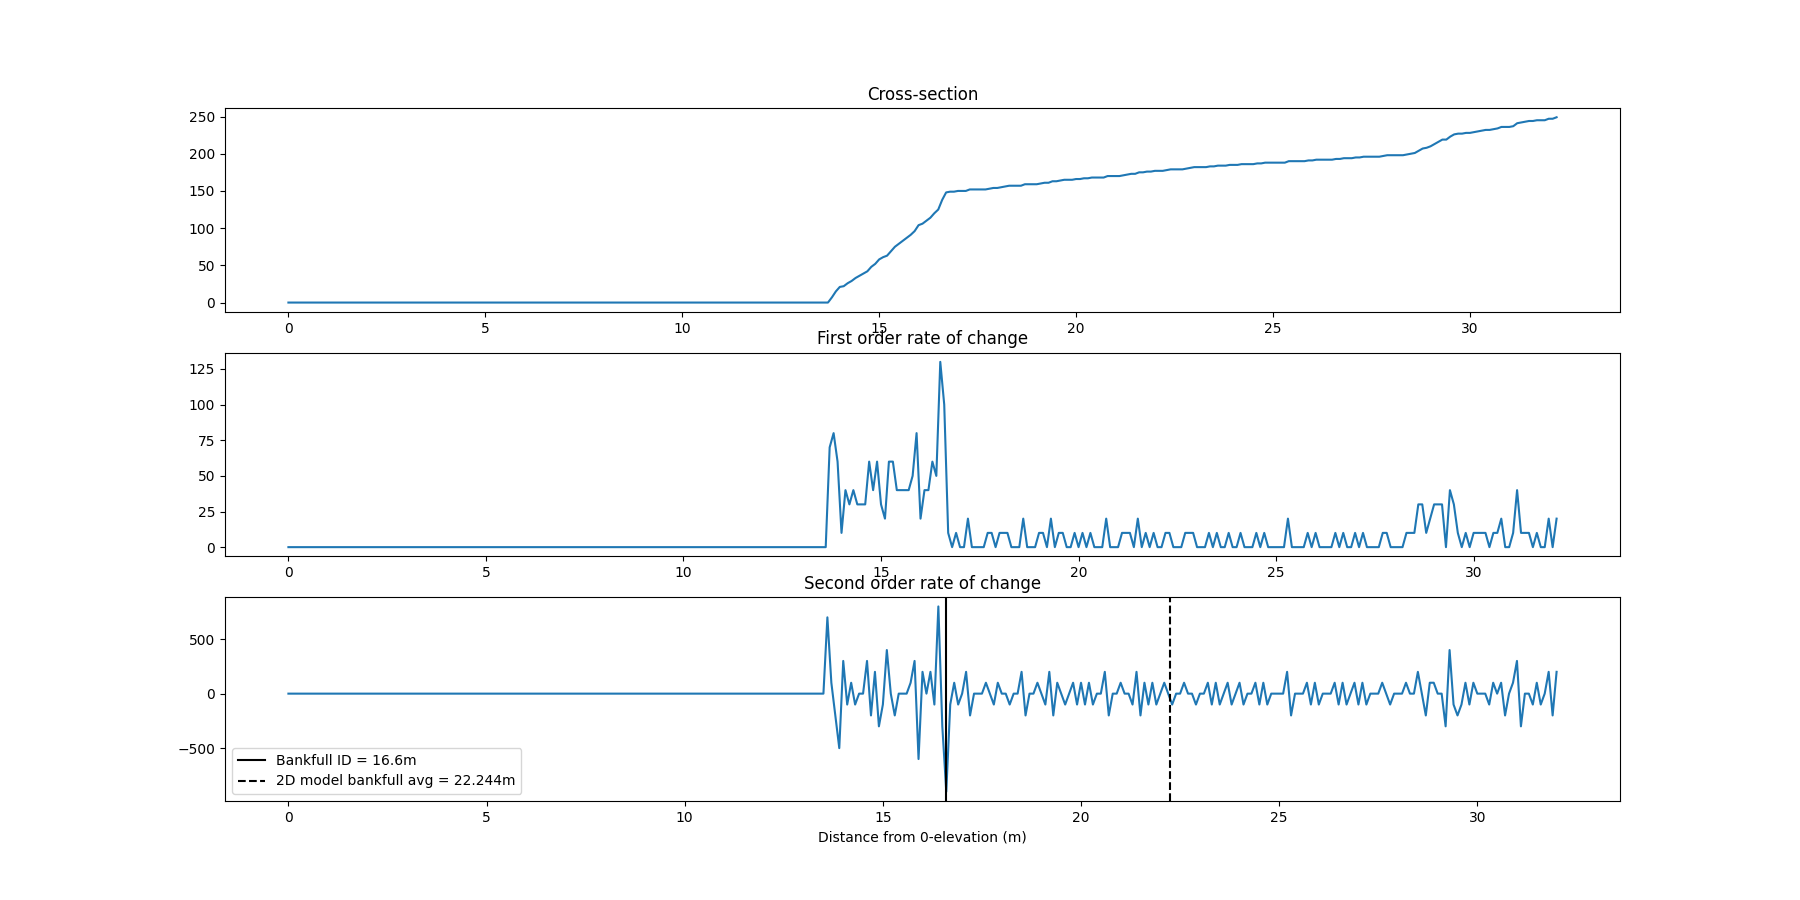 Cross-section
250
200
150
100
50
0
0 5 10 15 20 25 30
First order rate of change
125
100
75
50
25
0
0 5 10 15 20 25 30
Second order rate of change
500
0
−500
Bankfull ID = 16.6m
2D model bankfull avg = 22.244m
0 5 10 15 20 25 30
Distance from 0-elevation (m)